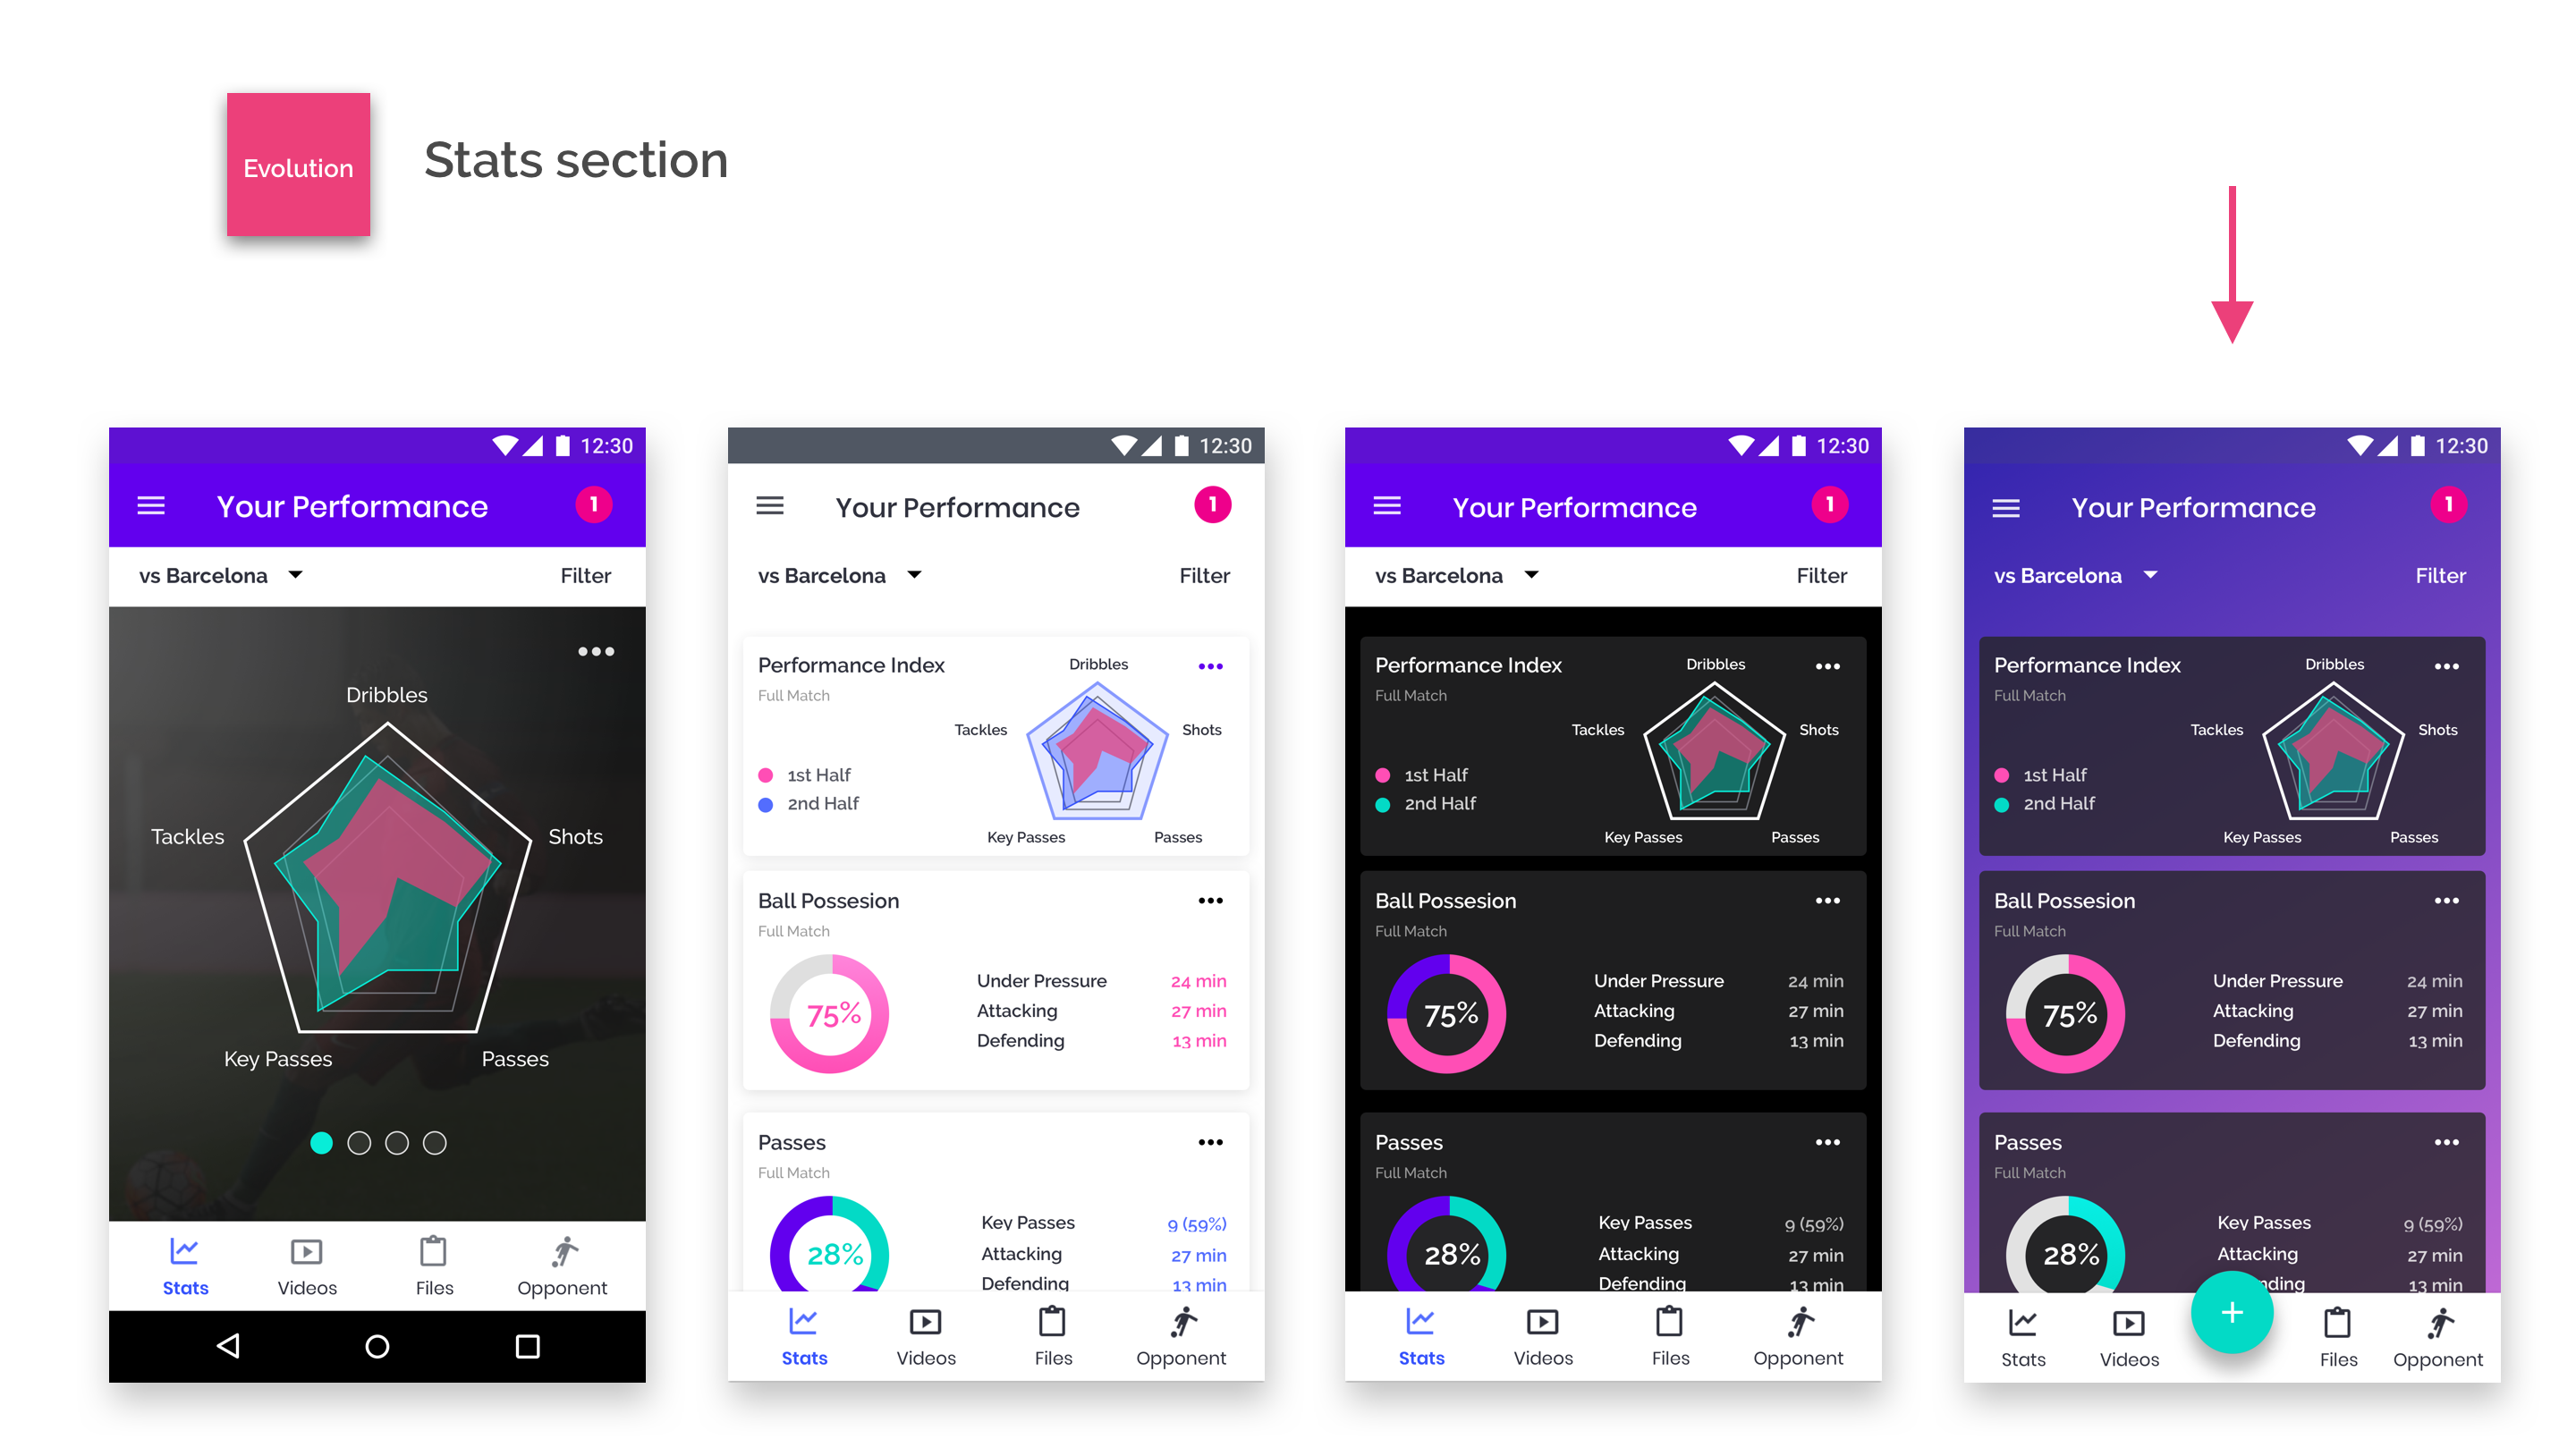 Evolution
Stats section
12:30
Your Performance
1
vs Barcelona
Filter
Dribbles
Tackles
Shots
Key Passes
Passes
Stats
Videos
Files
Opponent
12:30
Your Performance
1
vs Barcelona
Filter
Performance Index
Full Match
Dribbles
Tackles
Shots
1st Half
2nd Half
Key Passes
Passes
Ball Possesion
Full Match
75%
Under Pressure 24 min
Attacking 27 min
Defending 13 min
Passes
Full Match
28%
Key Passes 9 (59%)
Attacking 27 min
Defending 13 min
Stats
Videos
Files
Opponent
12:30
Your Performance
1
vs Barcelona
Filter
Performance Index
Full Match
Dribbles
Tackles
Shots
1st Half
2nd Half
Key Passes
Passes
Ball Possesion
Full Match
75%
Under Pressure 24 min
Attacking 27 min
Defending 13 min
Passes
Full Match
28%
Key Passes 9 (59%)
Attacking 27 min
Defending 13 min
Stats
Videos
Files
Opponent
12:30
Your Performance
1
vs Barcelona
Filter
Performance Index
Full Match
Dribbles
Tackles
Shots
1st Half
2nd Half
Key Passes
Passes
Ball Possesion
Full Match
75%
Under Pressure 24 min
Attacking 27 min
Defending 13 min
Passes
Full Match
28%
Key Passes 9 (59%)
Attacking 27 min
nding 13 min
+
Stats
Videos
Files
Opponent